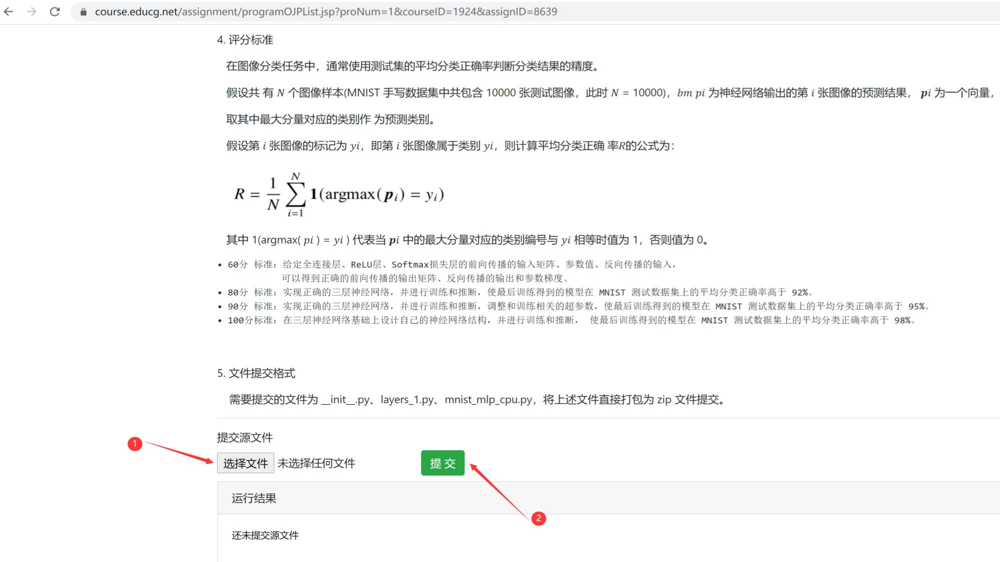 course.educg.net/assignment/programOJPList.jsp?proNum=1&courseID=1924&assignID=8639
4. 评分标准
在图像分类任务中，通常使用测试集的平均分类正确率判断分类结果的精度。
假设共 有 N 个图像样本(MNIST 手写数据集中共包含 10000 张测试图像，此时 N = 10000)，bm pi 为神经网络输出的第 i 张图像的预测结果， pi 为一个向量，
取其中最大分量对应的类别作 为预测类别。
假设第 i 张图像的标记为 yi，即第 i 张图像属于类别 yi，则计算平均分类正确 率R的公式为：
R = \frac{1}{N} \sum_{i=1}^{N} 1(argmax(p_i) = y_i)
其中 1(argmax( pi ) = yi ) 代表当 pi 中的最大分量对应的类别编号与 yi 相等时值为 1，否则值为 0。
• 60分 标准：给定全连接层、ReLU层、Softmax损失层的前向传播的输入矩阵、参数值、反向传播的输入，
可以得到正确的前向传播的输出矩阵、反向传播的输出和参数梯度。
• 80分 标准：实现正确的三层神经网络，并进行训练和推断，使最后训练得到的模型在 MNIST 测试数据集上的平均分类正确率高于 92%。
• 90分 标准：实现正确的三层神经网络，并进行训练和推断，调整和训练相关的超参数，使最后训练得到的模型在 MNIST 测试数据集上的平均分类正确率高于 95%。
• 100分标准：在三层神经网络基础上设计自己的神经网络结构，并进行训练和推断， 使最后训练得到的模型在 MNIST 测试数据集上的平均分类正确率高于 98%。
5. 文件提交格式
需要提交的文件为 __init__.py、layers_1.py、mnist_mlp_cpu.py，将上述文件直接打包为 zip 文件提交。
提交源文件
1
选择文件 未选择任何文件 提 交
运行结果
2
还未提交源文件